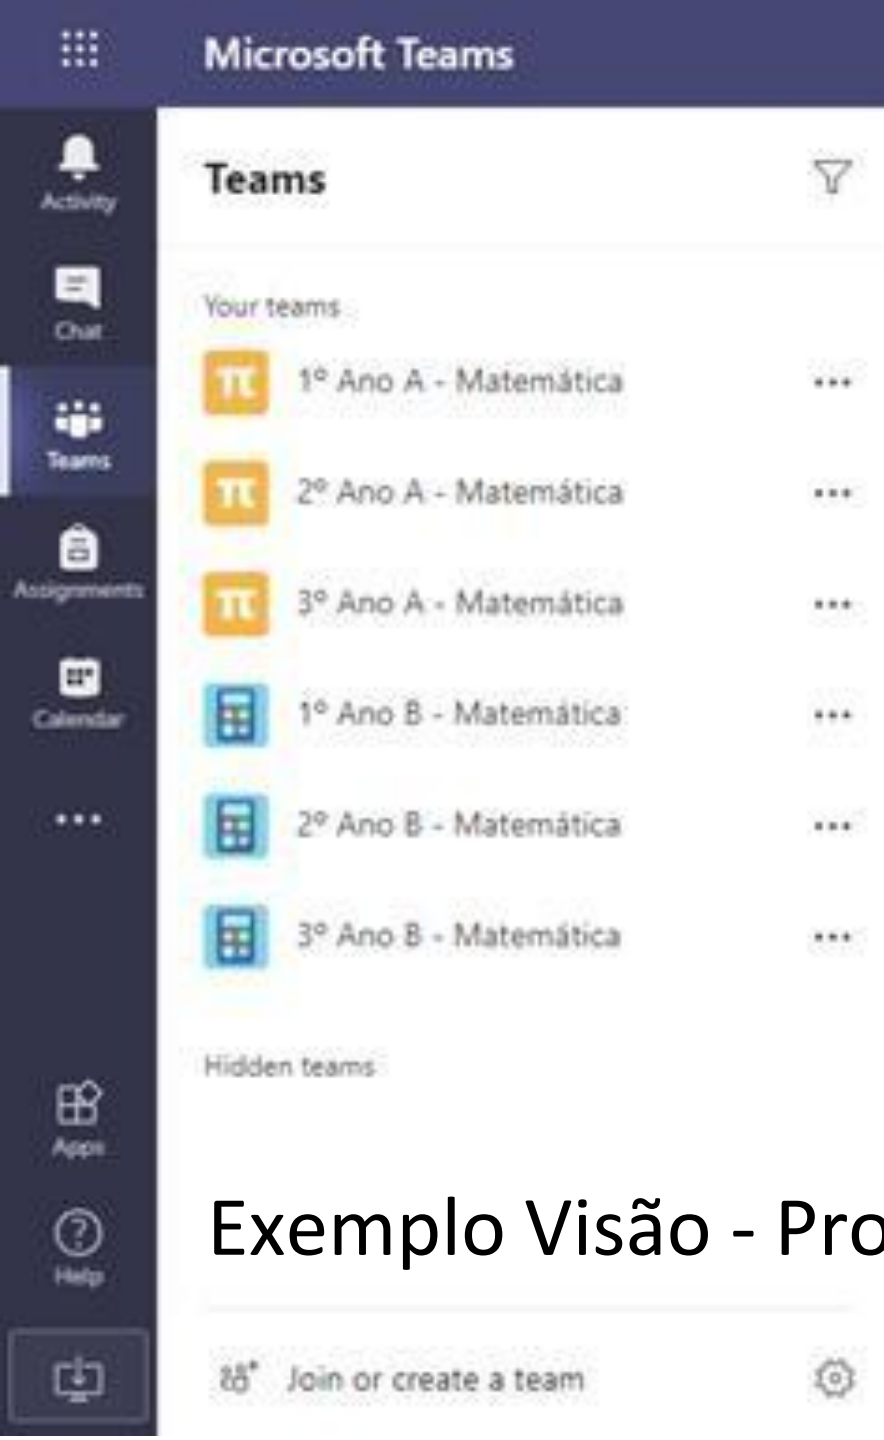 Microsoft Teams
Activity
Chat
Teams
Assignments
Calendar
Apps
Help
Teams
Your teams
π 1º Ano A - Matemática
π 2º Ano A - Matemática
π 3º Ano A - Matemática
1º Ano B - Matemática
2º Ano B - Matemática
3º Ano B - Matemática
Hidden teams
Exemplo Visão - Pro
Join or create a team